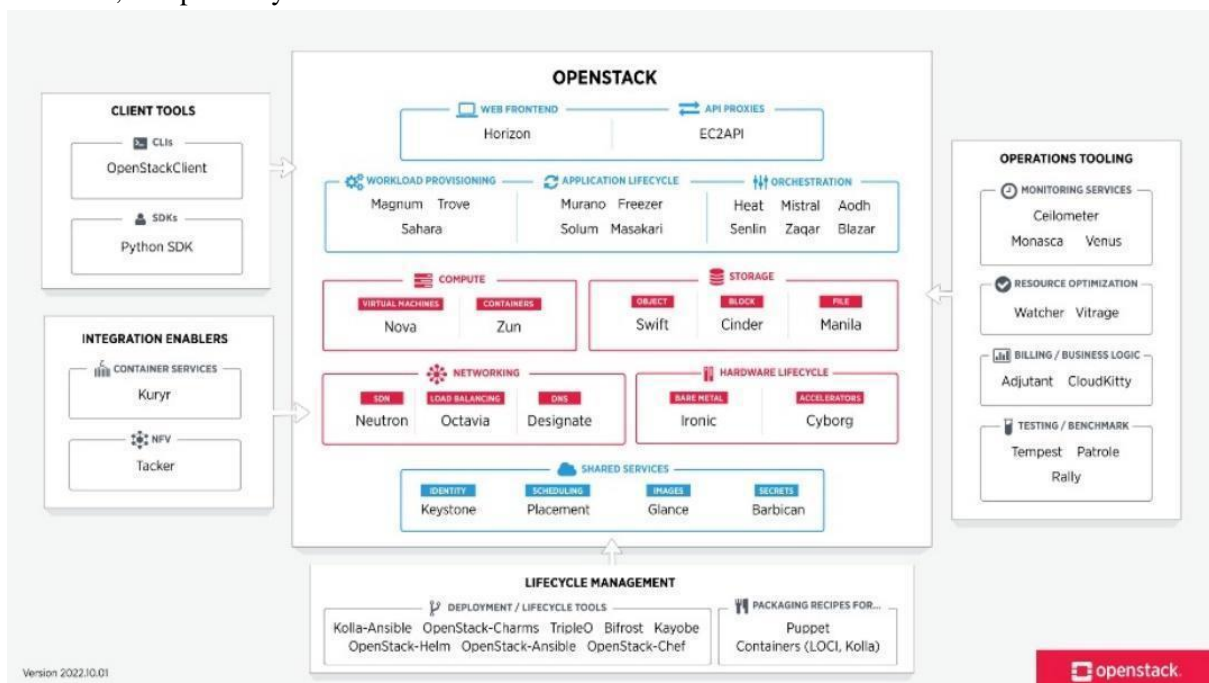 OPENSTACK
WEB FRONTEND
API PROXIES
Horizon
EC2API
WORKLOAD PROVISIONING
APPLICATION LIFECYCLE
ORCHESTRATION
Magnum Trove
Murano Freezer
Heat Mistral Aodh
Sahara
Solum Masakari
Senlin Zaqar Blazar
COMPUTE
STORAGE
VIRTUAL MACHINES
CONTAINERS
OBJECT
BLOCK
FILE
Nova
Zun
Swift
Cinder
Manila
NETWORKING
HARDWARE LIFECYCLE
SDN
LOAD BALANCING
DNS
BARE METAL
ACCELERATORS
Neutron
Octavia
Designate
Ironic
Cyborg
SHARED SERVICES
IDENTITY
SCHEDULING
IMAGES
SECRETS
Keystone
Placement
Glance
Barbican
CLIENT TOOLS
CLIs
OpenStackClient
SDKs
Python SDK
INTEGRATION ENABLERS
CONTAINER SERVICES
Kuryr
NFV
Tacker
OPERATIONS TOOLING
MONITORING SERVICES
Ceilometer
Monasca Venus
RESOURCE OPTIMIZATION
Watcher Vitrage
BILLING / BUSINESS LOGIC
Adjutant CloudKitty
TESTING / BENCHMARK
Tempest Patrole
Rally
LIFECYCLE MANAGEMENT
DEPLOYMENT / LIFECYCLE TOOLS
Kolla-Ansible OpenStack-Charms TripleO Bifrost Kayobe
OpenStack-Helm OpenStack-Ansible OpenStack-Chef
PACKAGING RECIPES FOR...
Puppet
Containers (LOCI, Kolla)
Version 2022.10.01
openstack.